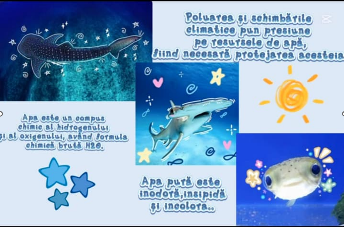 Poluarea și schimbările
climatice pun presiune
pe resursele de apă,
fiind necesară protejarea acesteia
Apa este un compus
chimic al hidrogenului
și al oxigenului, având formula
chimică brută H2O.
Apa pură este
inodoră,insipidă
și incolora..